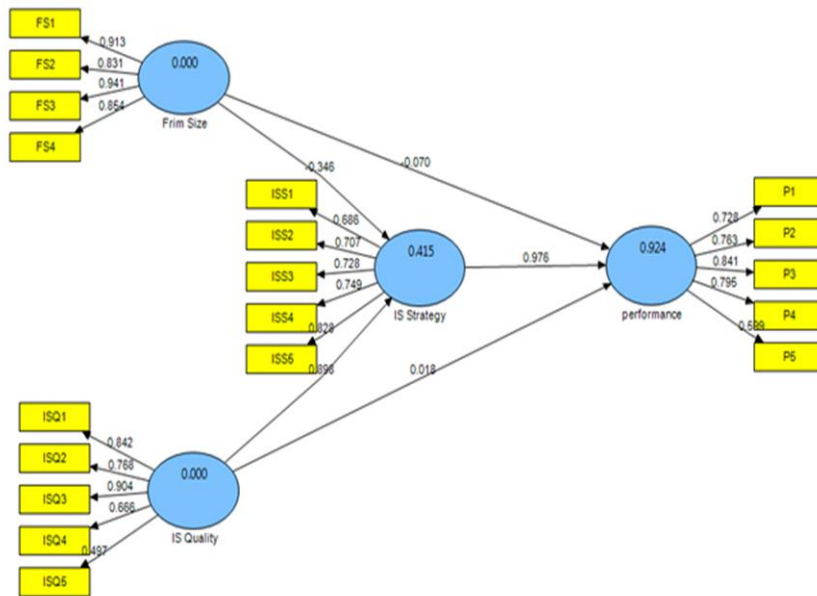 FS1
0.913
FS2
0.831
FS3
0.941
FS4
0.854
0.000
Frim Size
-0.346
-0.070
ISS1
0.686
ISS2
0.707
ISS3
0.728
ISS4
0.749
ISS5
0.828
0.415
IS Strategy
0.976
0.924
performance
P1
0.728
P2
0.763
P3
0.841
P4
0.795
P5
0.898
0.018
ISQ1
0.842
ISQ2
0.768
ISQ3
0.904
ISQ4
0.666
ISQ5
0.497
0.000
IS Quality